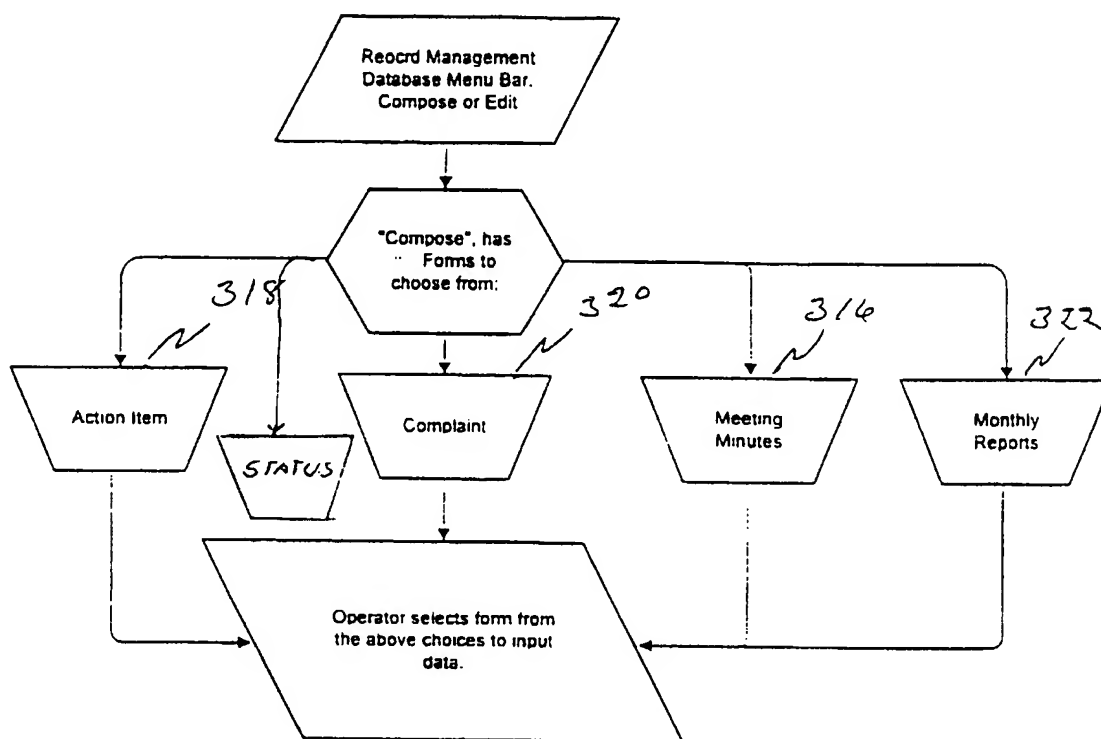 Reocrd Management
Database Menu Bar.
Compose or Edit
"Compose", has
Forms to
choose from:
318
320
316
322
Action Item
STATUS
Complaint
Meeting
Minutes
Monthly
Reports
Operator selects form from
the above choices to input
data.